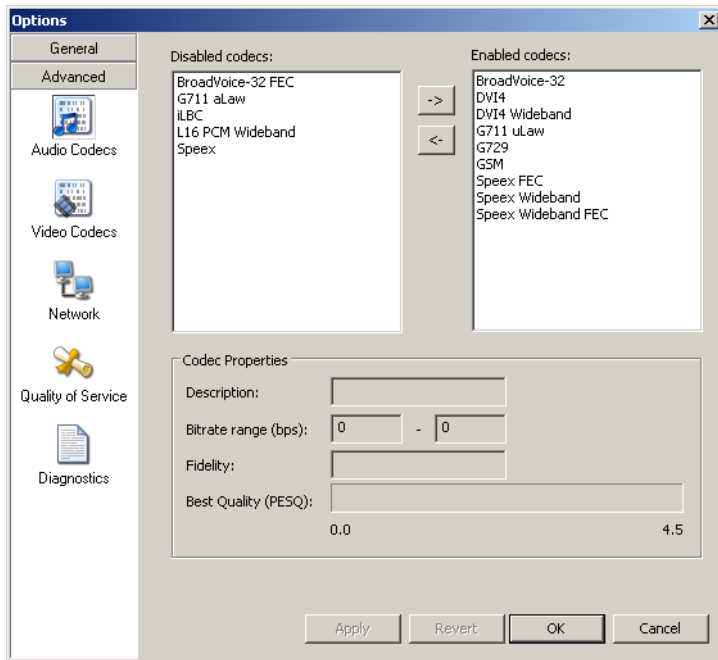 Options
General
Advanced
Audio Codecs
Video Codecs
Network
Quality of Service
Diagnostics
Disabled codecs:
BroadVoice-32 FEC
G711 aLaw
iLBC
L16 PCM Wideband
Speex
->
<-
Enabled codecs:
BroadVoice-32
DVI4
DVI4 Wideband
G711 uLaw
G729
GSM
Speex FEC
Speex Wideband
Speex Wideband FEC
Codec Properties
Description:
Bitrate range (bps): 0 - 0
Fidelity:
Best Quality (PESQ):
0.0 4.5
Apply Revert OK Cancel